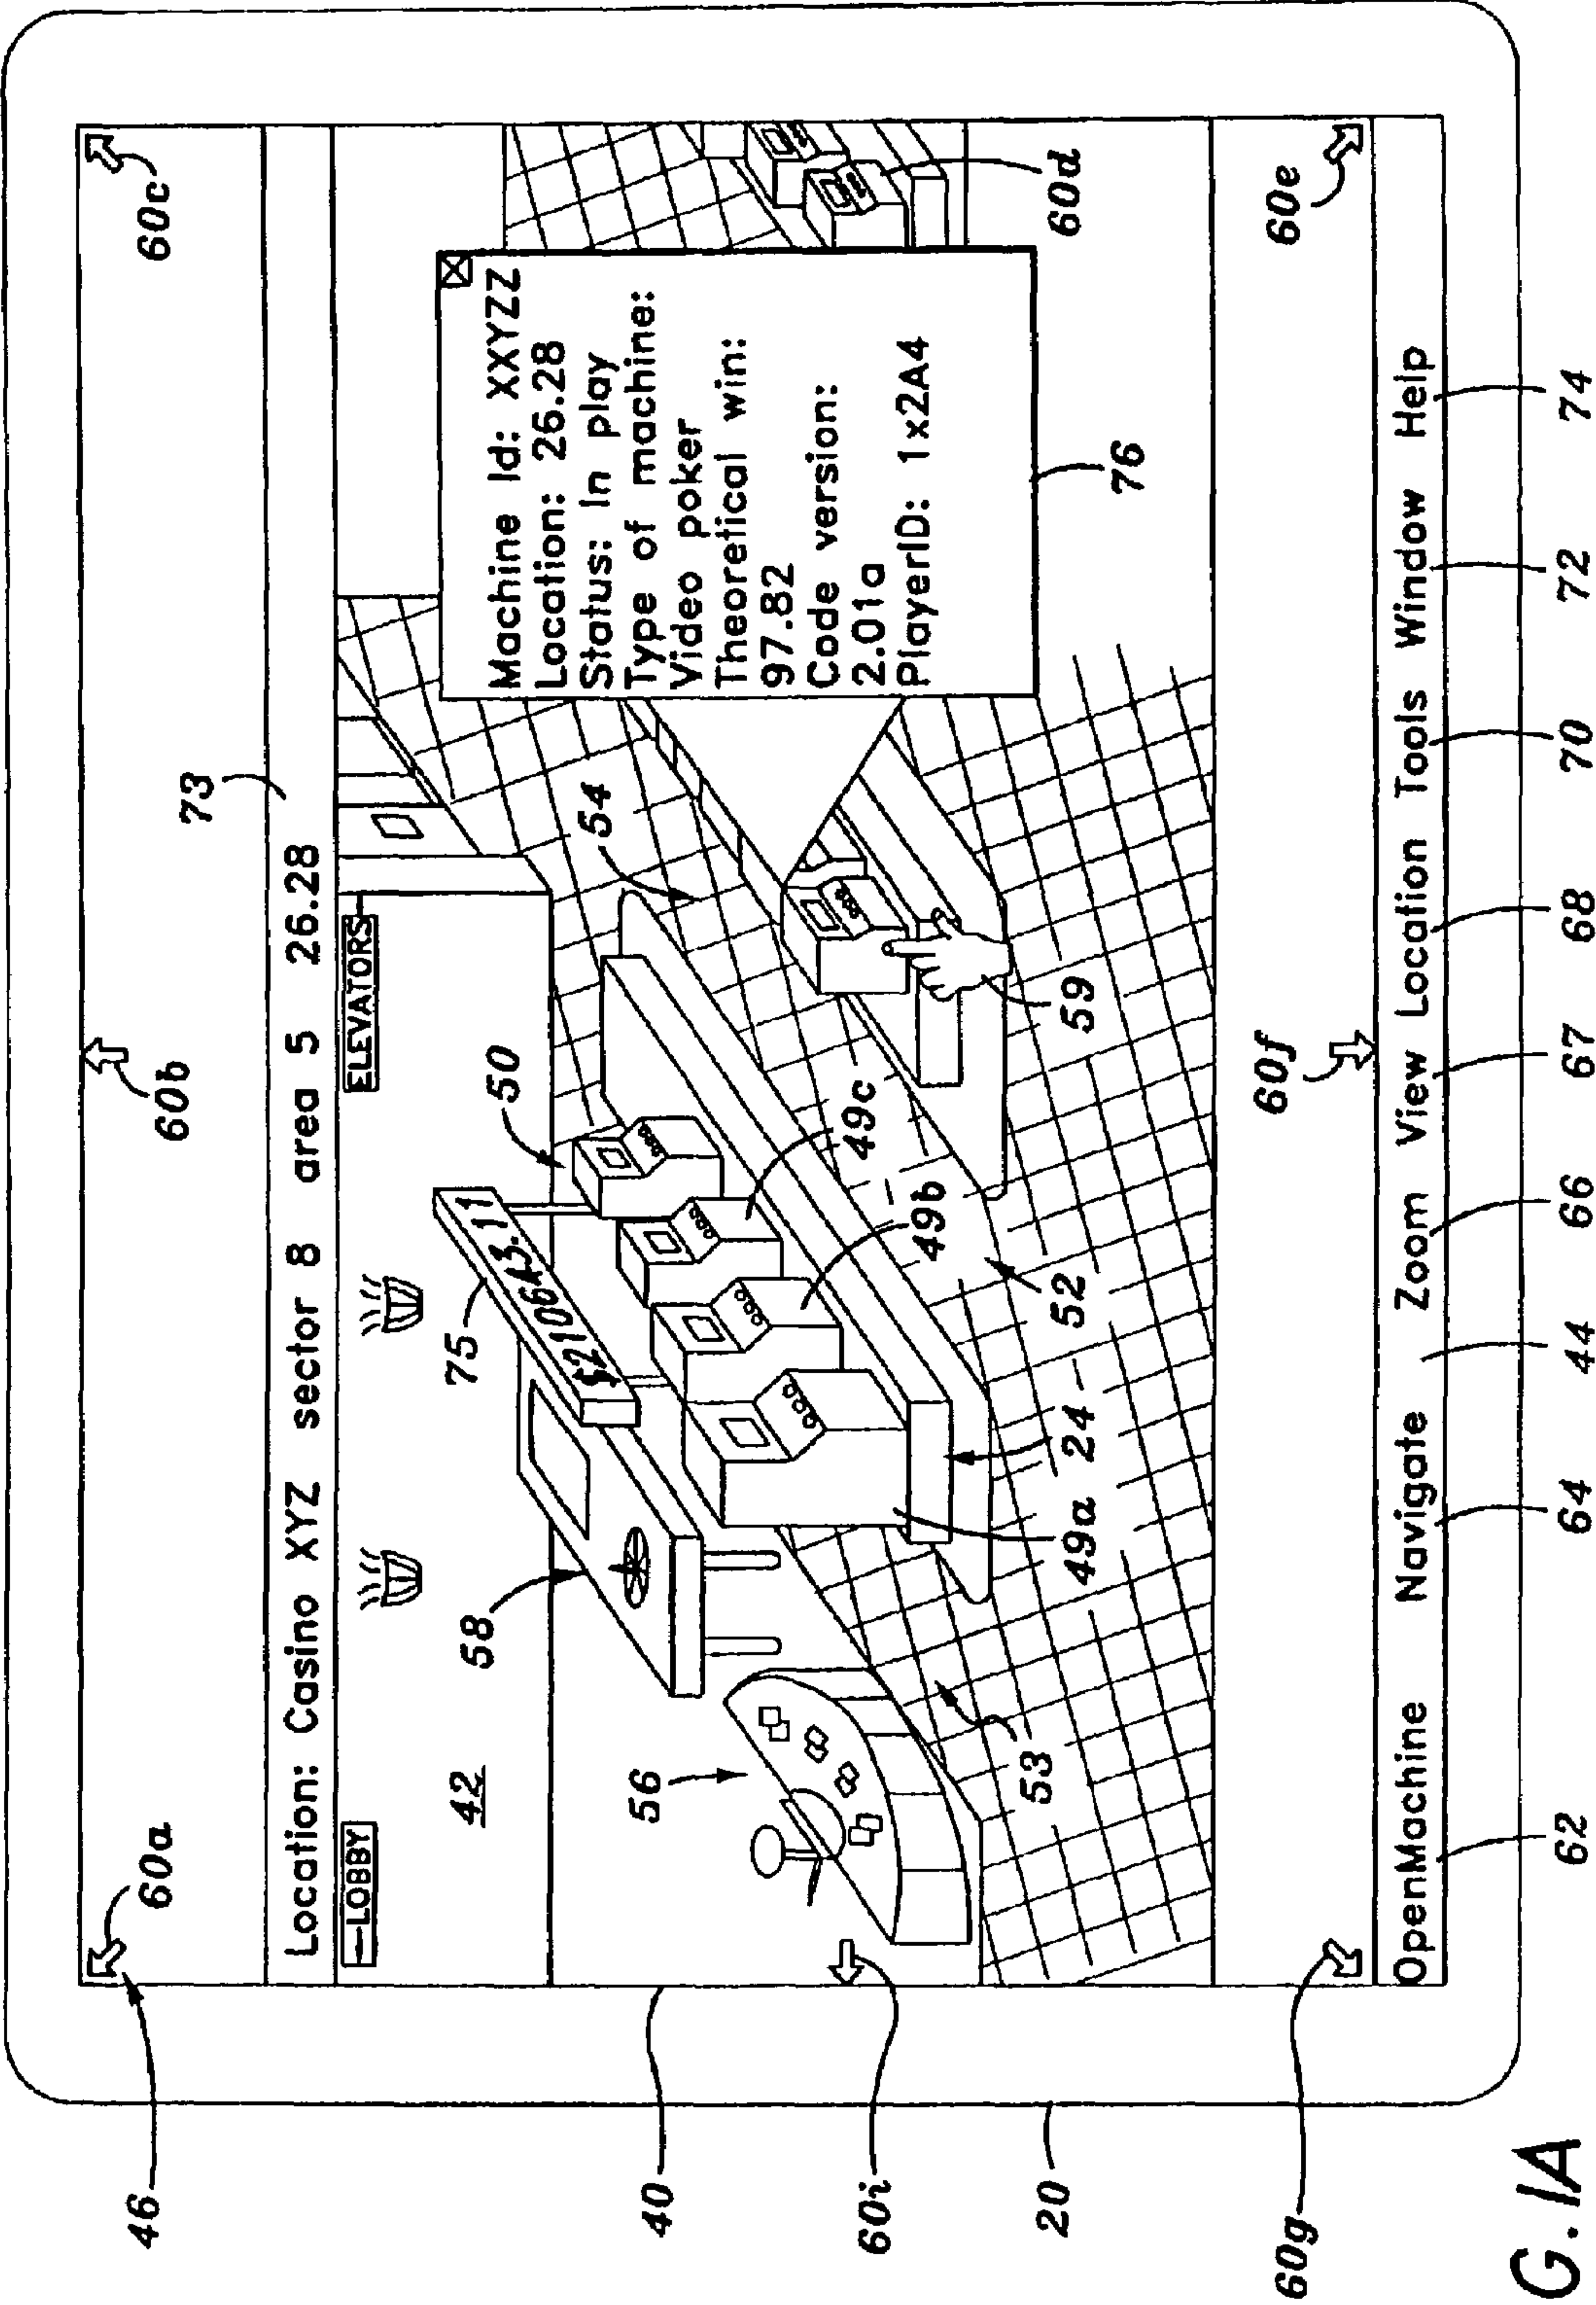 46
60a
60b
73
60c
Location: Casino XYZ sector 8 area 5 26.28
LOBBY
ELEVATORS
42
58
75
50
54
56
Machine Id: XXYZZ
Location: 26.28
Status: In play
Type of machine:
Video poker
Theoretical win:
97.82
Code version:
2.01a
PlayerID: 1x2A4
40
60i
49c
49b
59
60d
76
20
53
49a
24
52
60g
60f
60e
OpenMachine Navigate Zoom View Location Tools Window Help
62 64 44 66 67 68 70 72 74
G. 1A